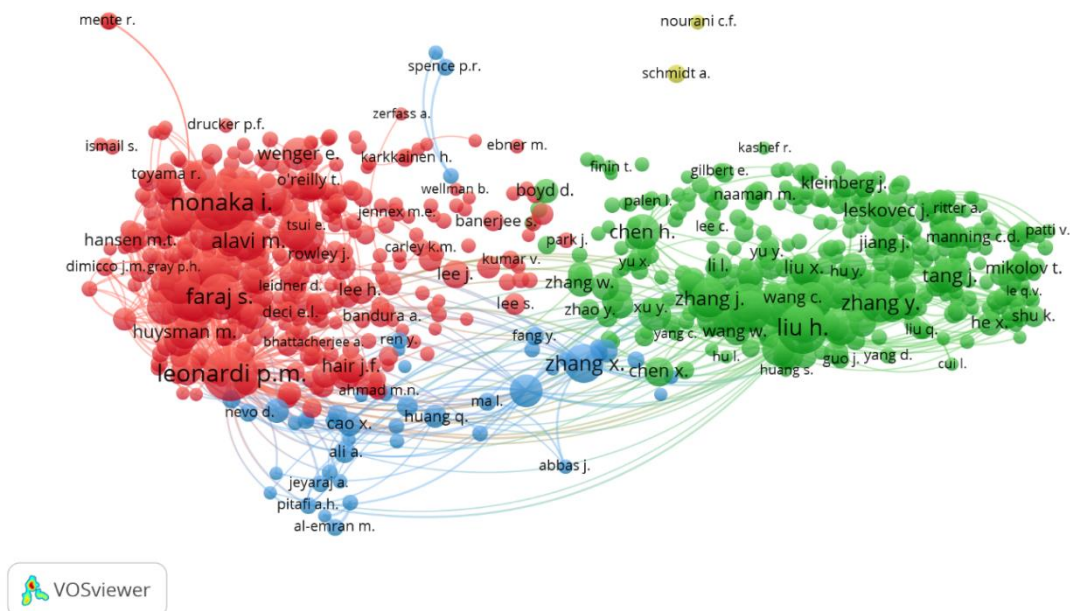 mente r.
nourani c.f.
spence p.r.
schmidt a.
zerfass a.
drucker p.f.
ismail s.
ebner m.
kashef r.
wenger e.
karkkainen h.
finin t.
gilbert e.
toyama r.
o'reilly t.
kleinberg j.
wellman b.
boyd d.
naaman m.
nonaka i.
palen l.
jennex m.e.
leskovec j.
ritter a.
tsui e.
banerjee s.
lee c.
patti v.
hansen m.t.
alavi m.
chen h.
jiang j.
manning c.d.
carley k.m.
park j.
rowley j.
yu y.
kumar v.
dimicco j.m.
gray p.h.
yu x.
li l.
liu x.
hu y.
mikolov t.
lee j.
tang j.
zhang w.
leidner d.
lee h.
le q.v.
faraj s.
zhang j.
wang c.
zhang y.
lee s.
deci e.l.
zhao y.
xu y.
bandura a.
he x.
shu k.
huysman m.
liu h.
yang c.
wang w.
liu q.
fang y.
bhattacherjee a.
ren y.
hu l.
guo j.
yang d.
cui l.
hair j.f.
zhang x.
chen x.
huang s.
leonardi p.m.
ahmad m.n.
ma l.
nevo d.
cao x.
huang q.
ali a.
abbas j.
jeyaraj a.
pitafi a.h.
al-emran m.
VOSviewer